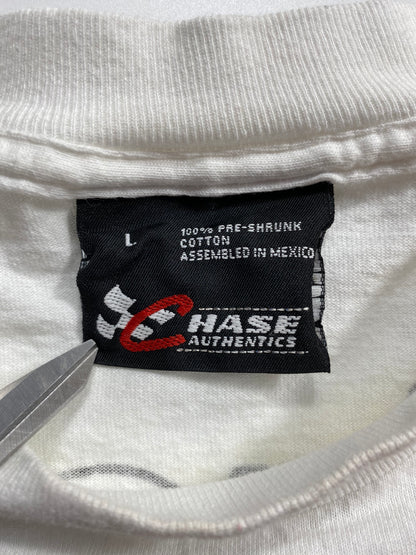 L
100% PRE-SHRUNK
COTTON
ASSEMBLED IN MEXICO
CHASE
AUTHENTICS